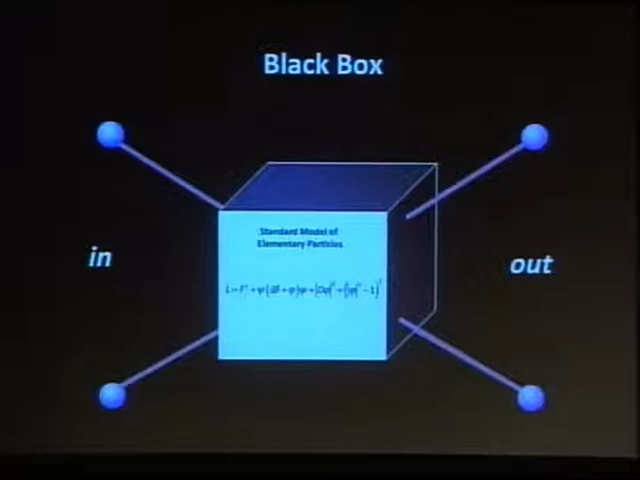 Black Box
Standard Model of
Elementary Particles
in
out